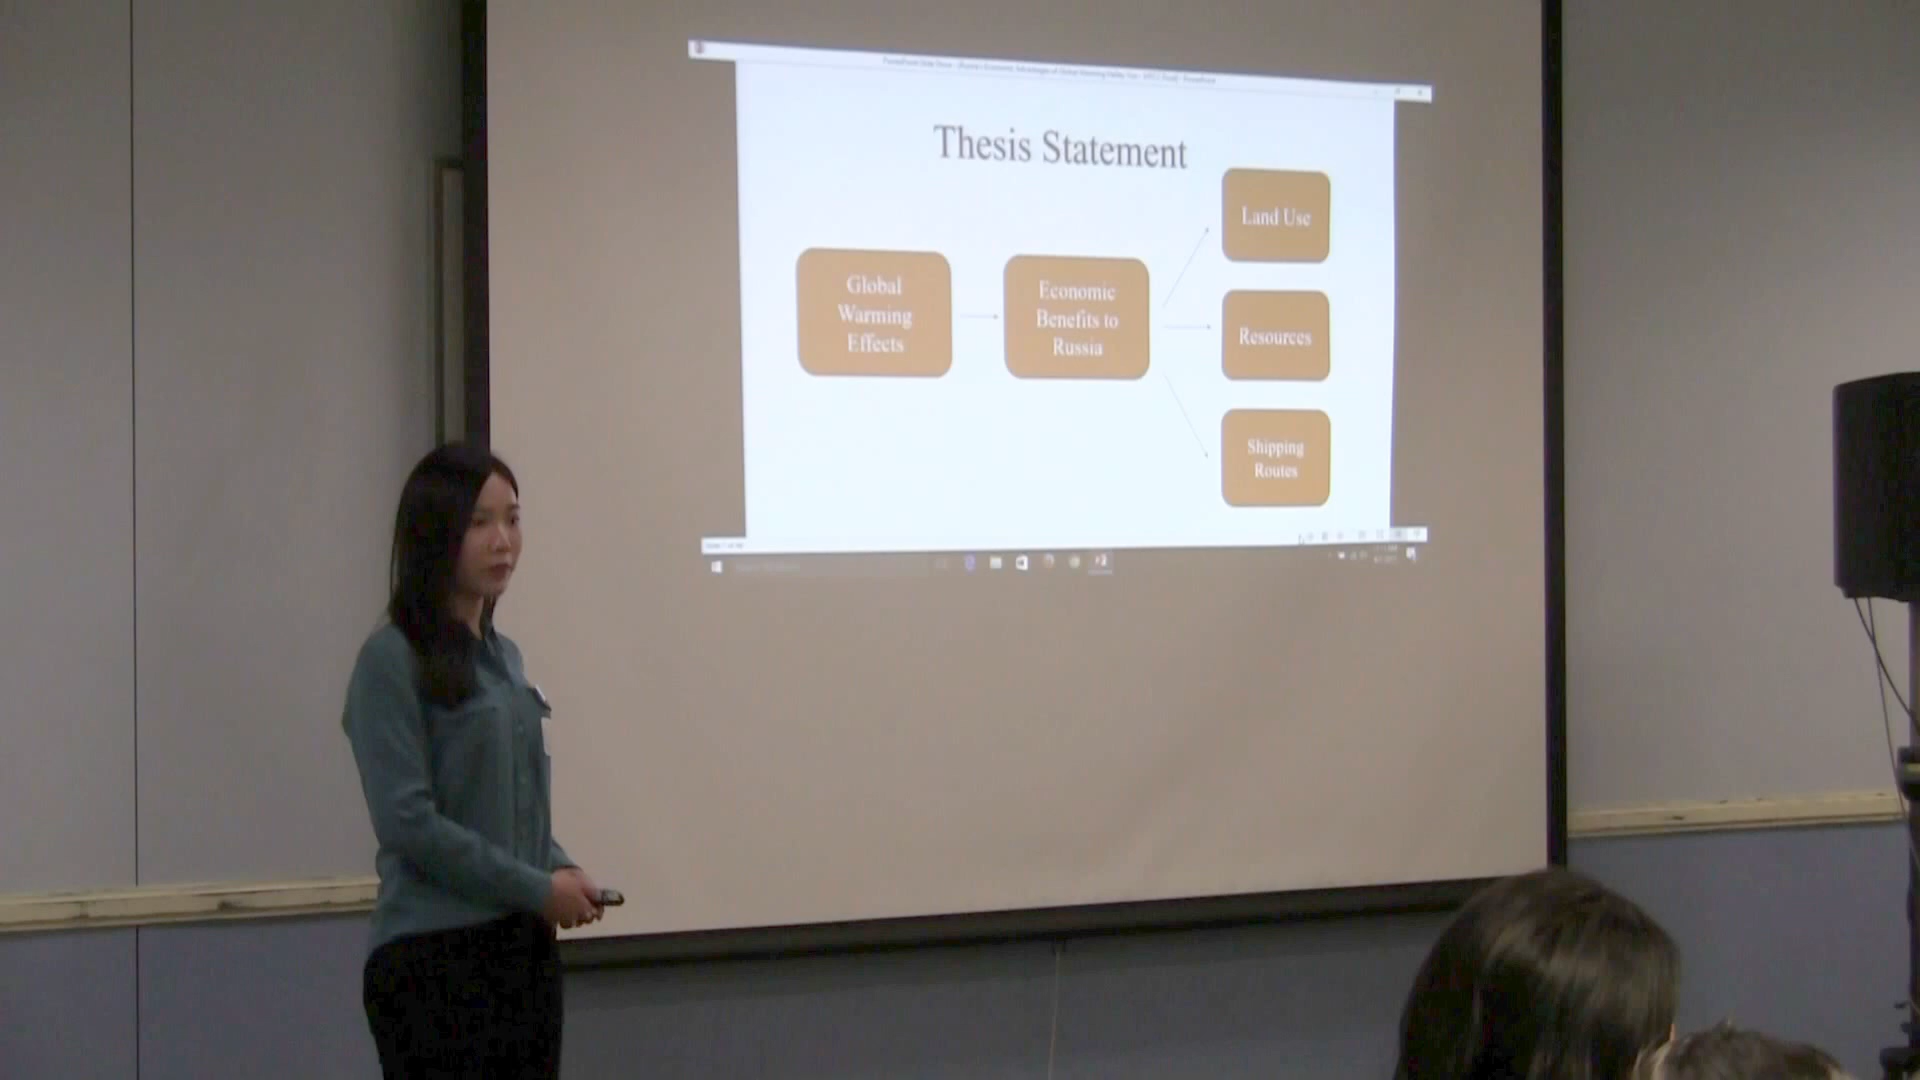 Thesis Statement
Global
Warming
Effects
Economic
Benefits to
Russia
Land Use
Resources
Shipping
Routes